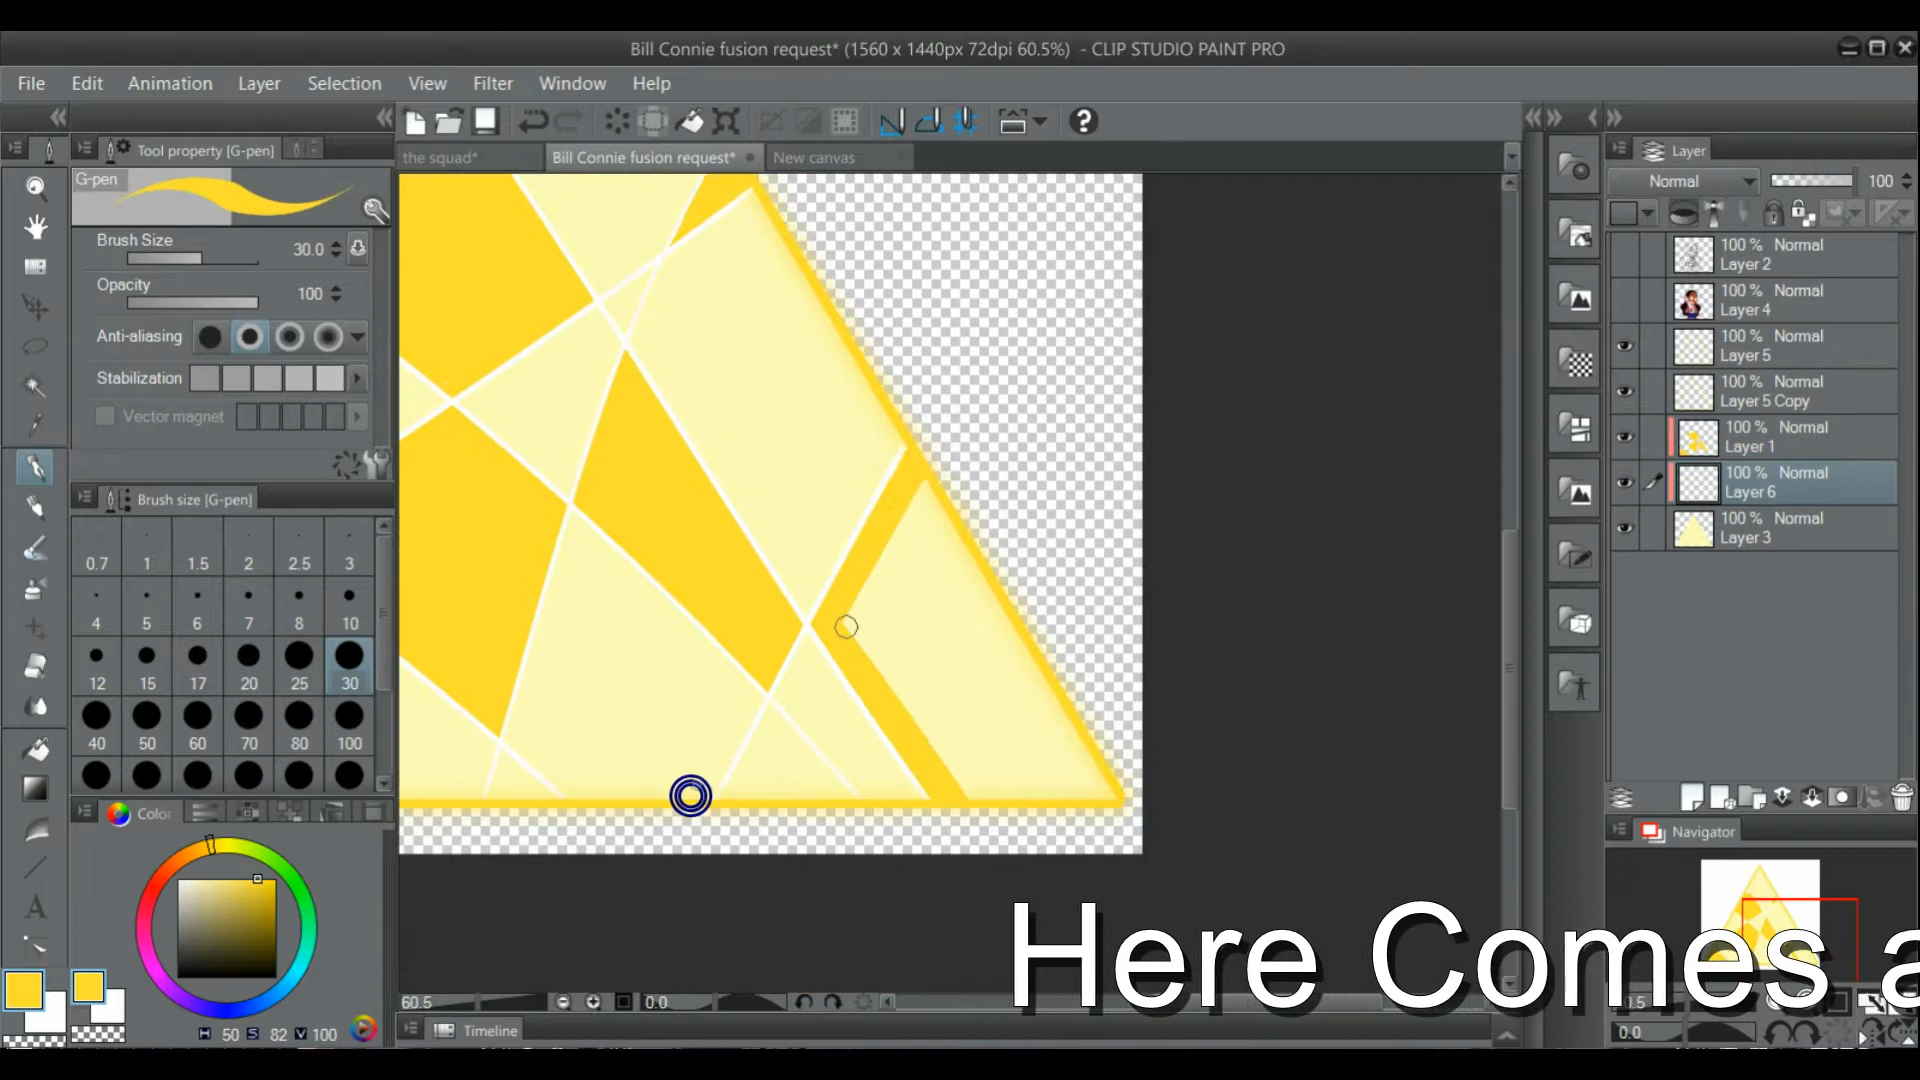 Bill Connie fusion request* (1560 x 1440px 72dpi 60.5%) - CLIP STUDIO PAINT PRO
File Edit Animation Layer Selection View Filter Window Help
Tool property [G-pen]
Layer
the squad* Bill Connie fusion request* New canvas
G-pen
Normal 100
Brush Size 30.0
Opacity 100
Anti-aliasing
Stabilization
Vector magnet
100 % Normal
Layer 2
100 % Normal
Layer 4
100 % Normal
Layer 5
100 % Normal
Layer 5 Copy
100 % Normal
Layer 1
100 % Normal
Layer 6
100 % Normal
Layer 3
Brush size [G-pen]
0.7 1 1.5 2 2.5 3
4 5 6 7 8 10
12 15 17 20 25 30
40 50 60 70 80 100
Color
Navigator
Here Comes a
60.5 0.0
H 50 S 82 V 100
Timeline
0.0